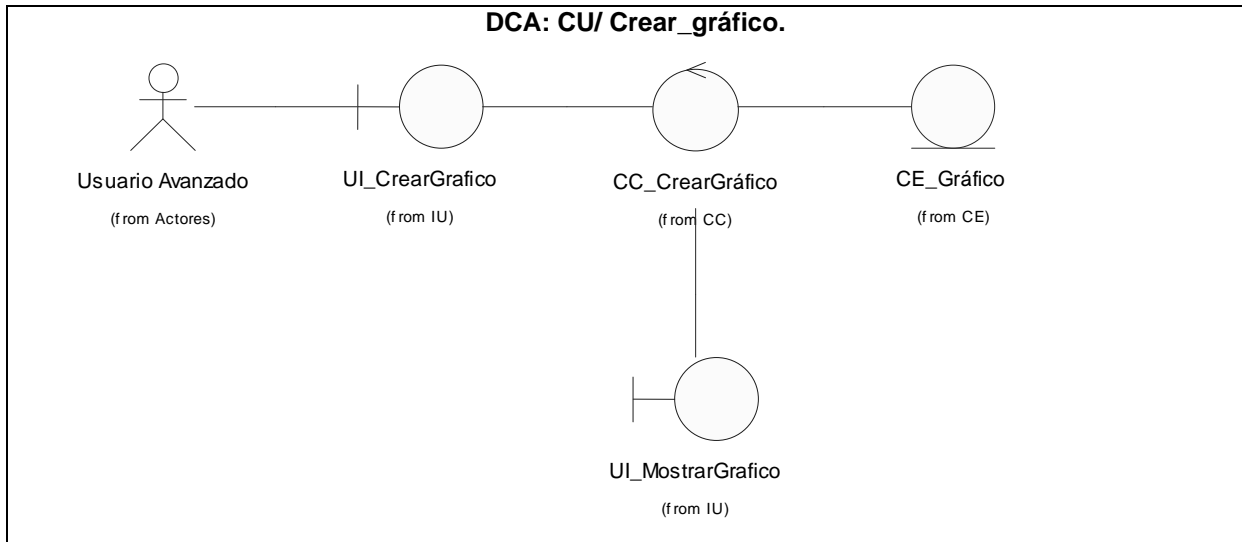 DCA: CU/ Crear_gráfico.
Usuario Avanzado
(from Actores)
UI_CrearGrafico
(from IU)
CC_CrearGráfico
(from CC)
CE_Gráfico
(from CE)
UI_MostrarGrafico
(from IU)